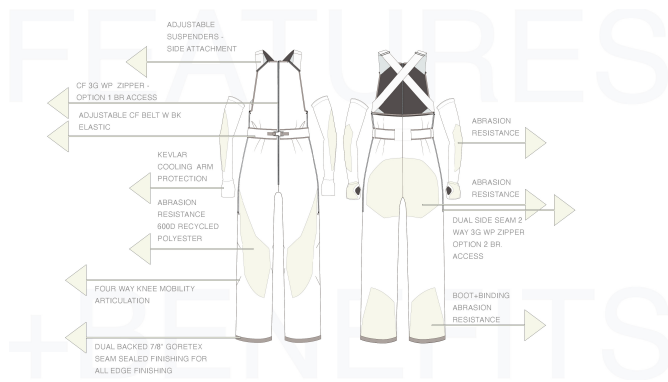 FEATURES
ADJUSTABLE
SUSPENDERS -
SIDE ATTACHMENT
CF 3G WP ZIPPER -
OPTION 1 BR ACCESS
ADJUSTABLE CF BELT W BK
ELASTIC
KEVLAR
COOLING ARM
PROTECTION
ABRASION
RESISTANCE
600D RECYCLED
POLYESTER
FOUR WAY KNEE MOBILITY
ARTICULATION
DUAL BACKED 7/8" GORETEX
SEAM SEALED FINISHING FOR
ALL EDGE FINISHING
ABRASION
RESISTANCE
ABRASION
RESISTANCE
DUAL SIDE SEAM 2
WAY 3G WP ZIPPER
OPTION 2 BR.
ACCESS
BOOT+BINDING
ABRASION
RESISTANCE
+BENEFITS